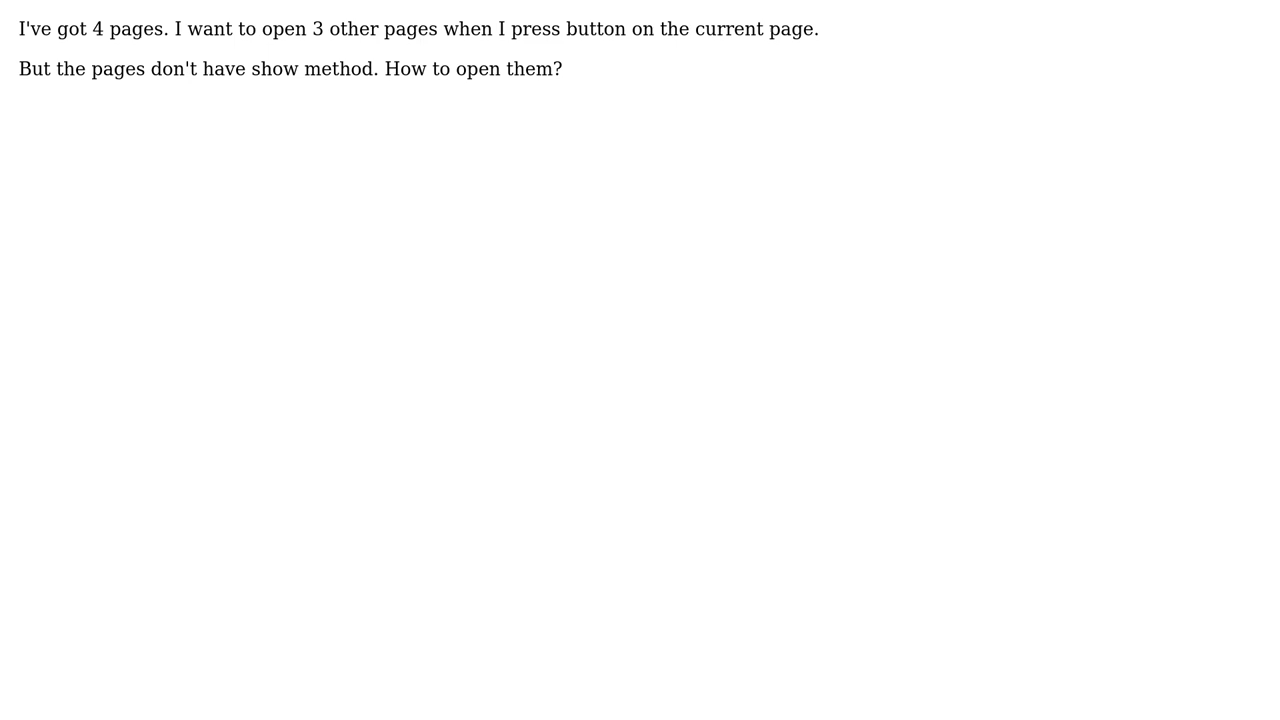 I've got 4 pages. I want to open 3 other pages when I press button on the current page.
But the pages don't have show method. How to open them?